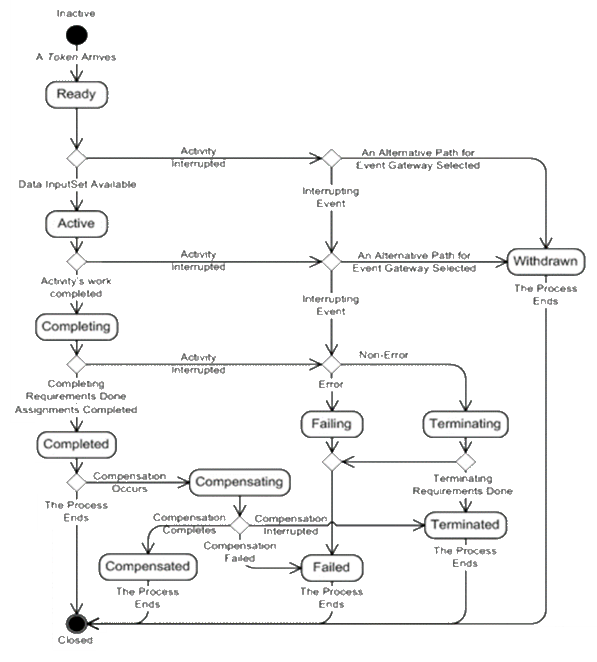 Inactive
A Token Arrives
Ready
Activity
Interrupted
An Alternative Path for
Event Gateway Selected
Data InputSet Available
Interrupting
Event
Active
Activity
Interrupted
An Alternative Path for
Event Gateway Selected
Withdrawn
Activity's work
completed
The Process
Ends
Interrupting
Event
Completing
Activity
Interrupted
Non-Error
Error
Completing
Requirements Done
Assignments Completed
Failing
Terminating
Completed
Compensation
Occurs
Compensating
Terminating
Requirements Done
The Process
Ends
Compensation
Completes
Compensation
Interrupted
Terminated
Compensation
Failed
The Process
Ends
Compensated
Failed
The Process
Ends
The Process
Ends
Closed